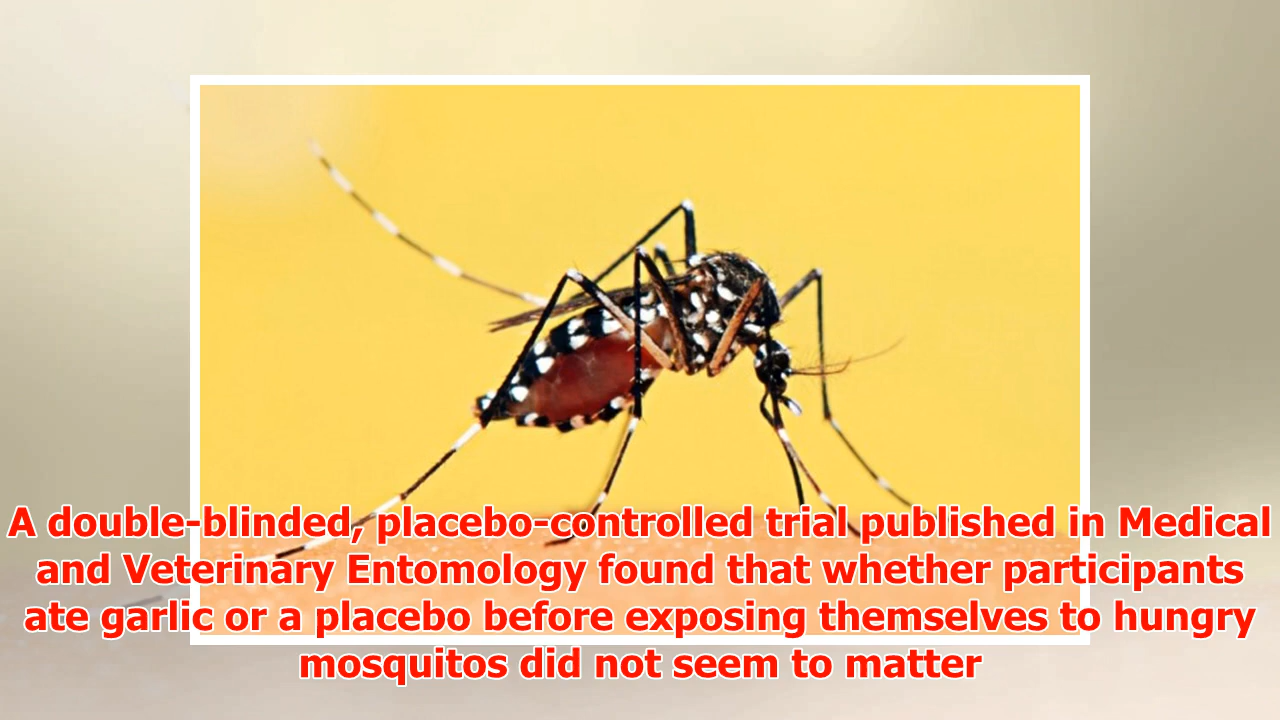 A double-blinded, placebo-controlled trial published in Medical
and Veterinary Entomology found that whether participants
ate garlic or a placebo before exposing themselves to hungry
mosquitos did not seem to matter